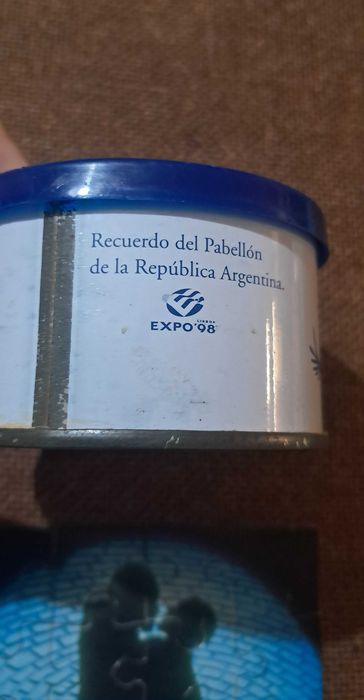 Recuerdo del Pabellón
de la República Argentina.
LISBOA
EXPO'98